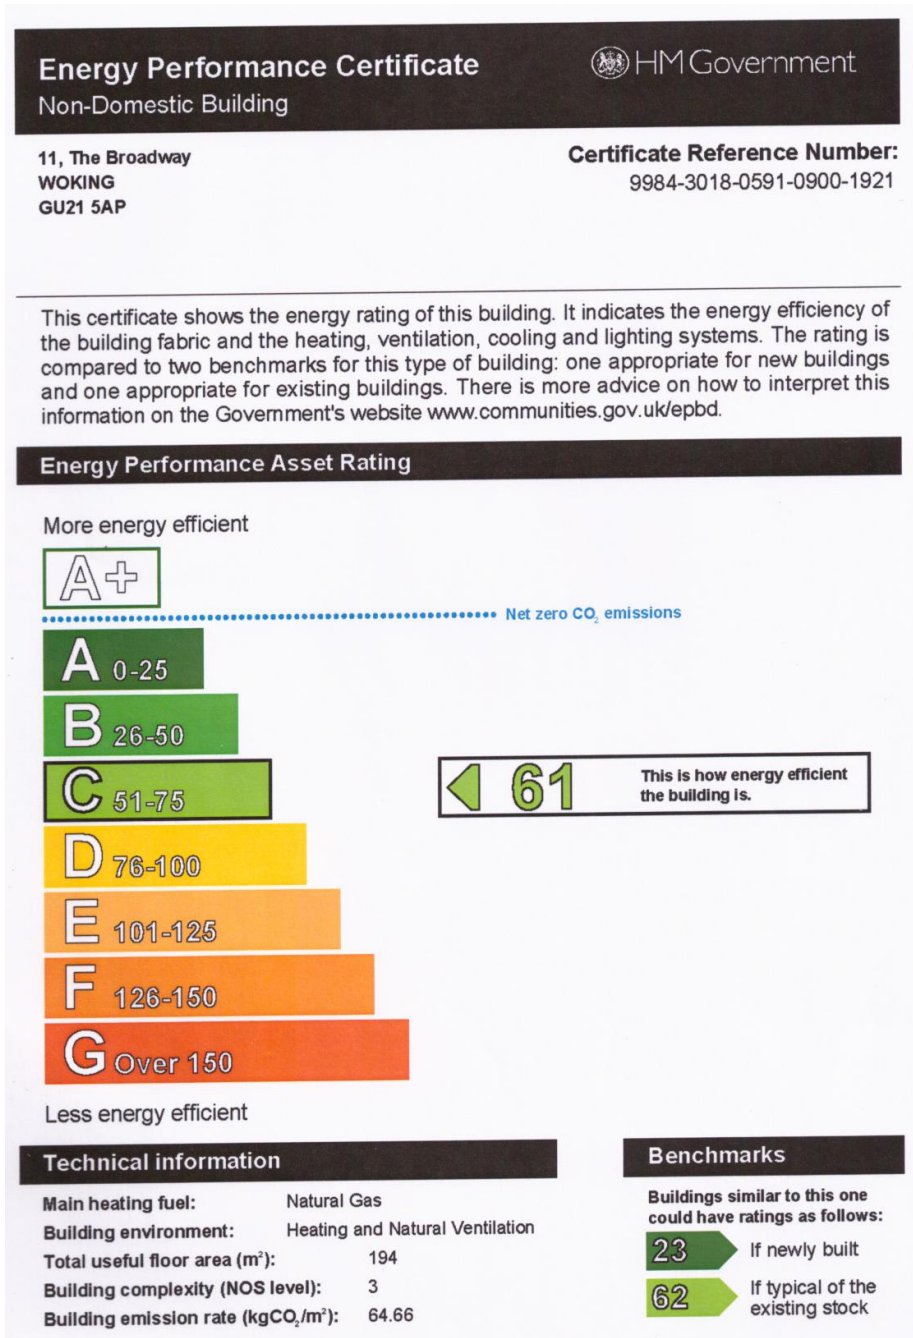 Energy Performance Certificate
HM Government
Non-Domestic Building
11, The Broadway
WOKING
GU21 5AP
Certificate Reference Number:
9984-3018-0591-0900-1921
This certificate shows the energy rating of this building. It indicates the energy efficiency of
the building fabric and the heating, ventilation, cooling and lighting systems. The rating is
compared to two benchmarks for this type of building: one appropriate for new buildings
and one appropriate for existing buildings. There is more advice on how to interpret this
information on the Government's website www.communities.gov.uk/epbd.
Energy Performance Asset Rating
More energy efficient
A+
Net zero CO₂ emissions
A 0-25
B 26-50
C 51-75
61
This is how energy efficient
the building is.
D 76-100
E 101-125
F 126-150
G Over 150
Less energy efficient
Technical information
Main heating fuel: Natural Gas
Building environment: Heating and Natural Ventilation
Total useful floor area (m²): 194
Building complexity (NOS level): 3
Building emission rate (kgCO₂/m²): 64.66
Benchmarks
Buildings similar to this one
could have ratings as follows:
23 If newly built
62 If typical of the
existing stock